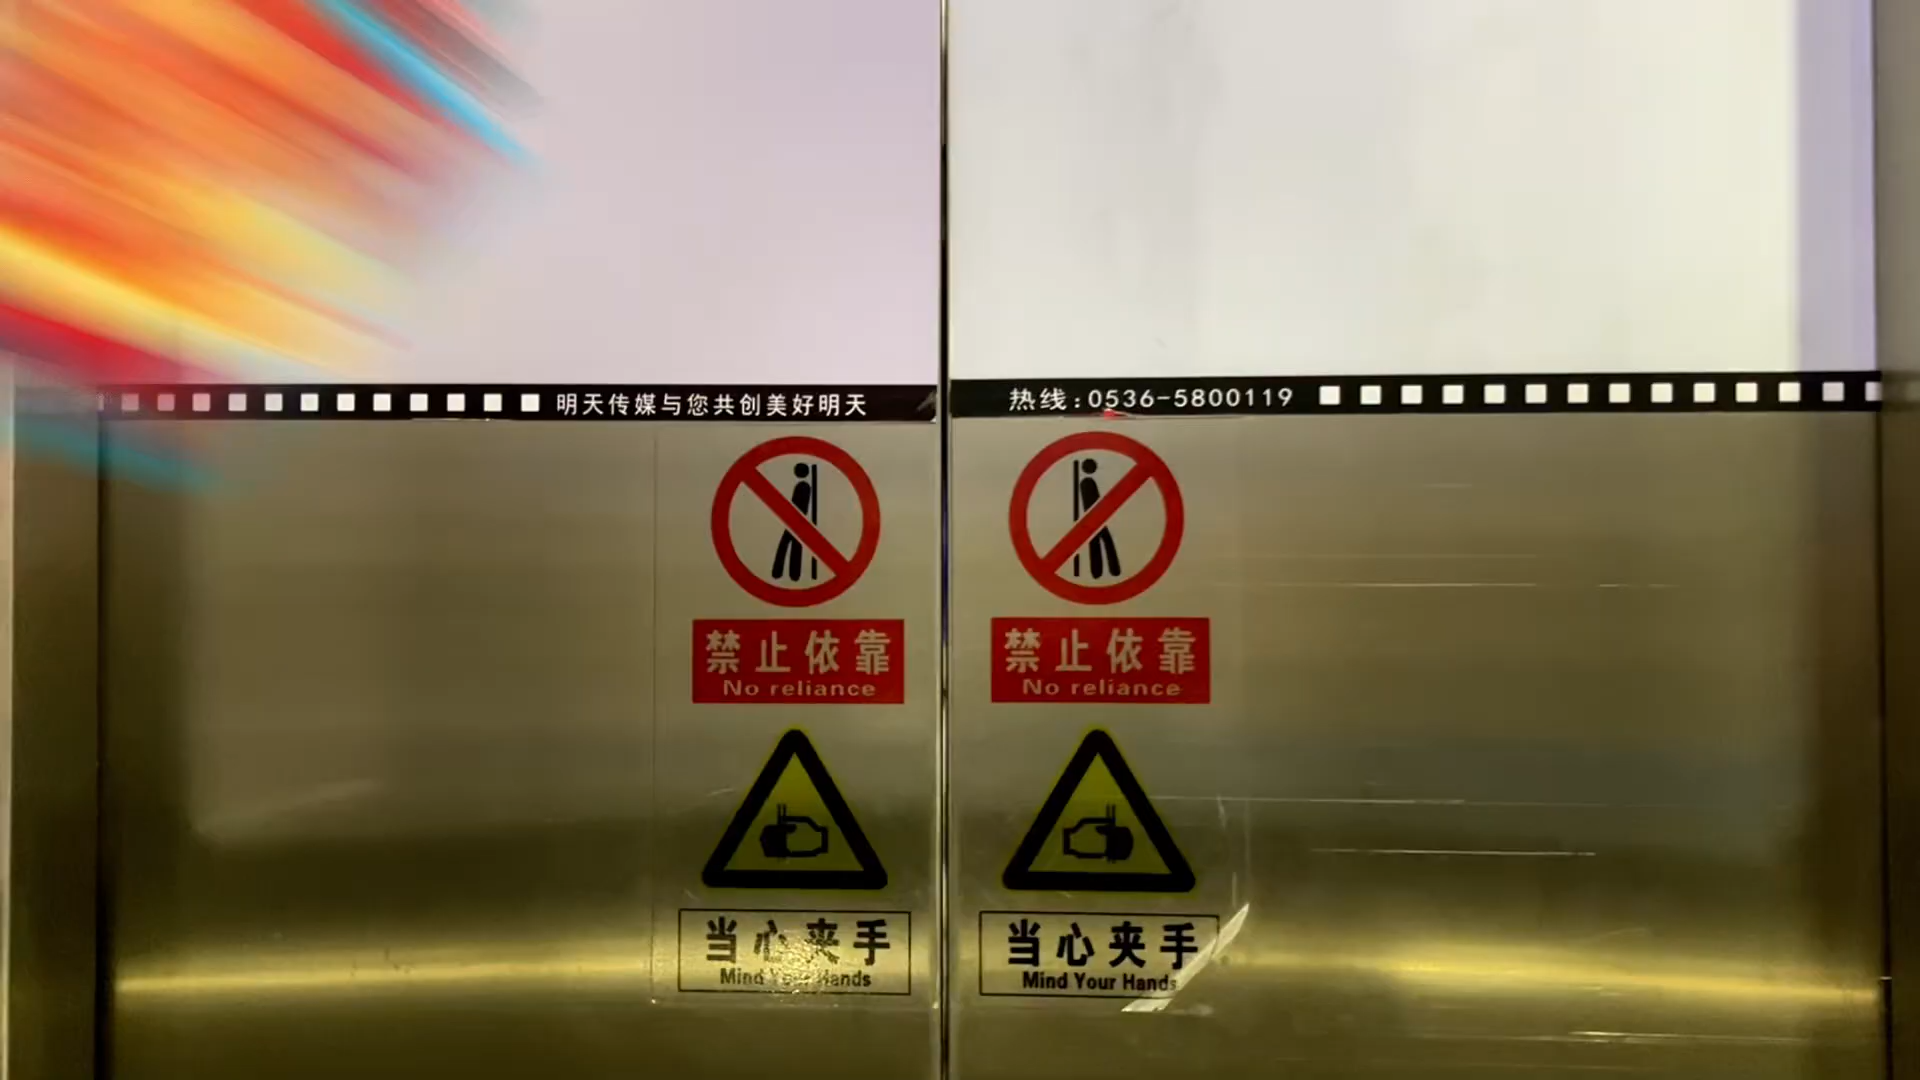 明天传媒与您共创美好明天
热线:0536-5800119
禁止依靠
No reliance
禁止依靠
No reliance
当心夹手
Mind Your Hands
当心夹手
Mind Your Hands